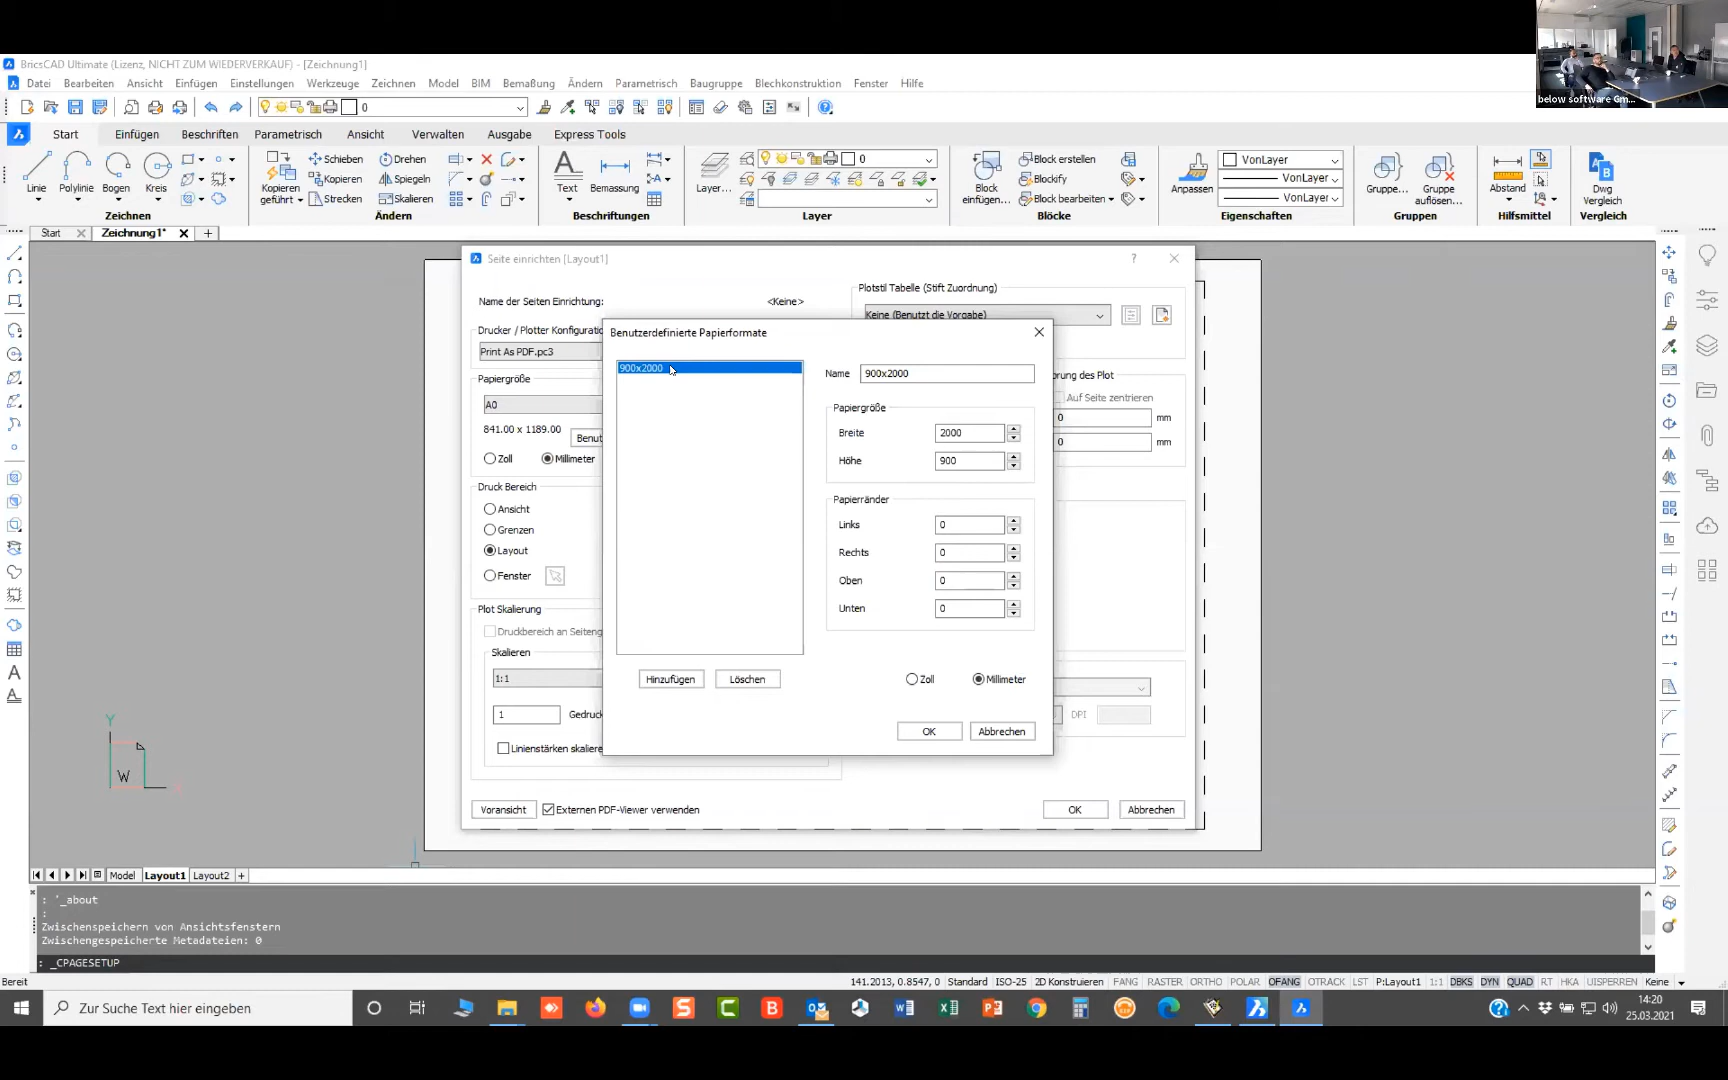 below software Gm...
BricsCAD Ultimate (Lizenz, NICHT ZUM WIEDERVERKAUF) - [Zeichnung1]
Datei Bearbeiten Ansicht Einfügen Einstellungen Werkzeuge Zeichnen Model BIM Bemaßung Ändern Parametrisch Baugruppe Blechkonstruktion Fenster Hilfe
0
Start Einfügen Beschriften Parametrisch Ansicht Verwalten Ausgabe Express Tools
Linie Polylinie Bogen Kreis
Zeichnen
Kopieren geführt
Schieben Drehen
Kopieren Spiegeln
Strecken Skalieren
Ändern
Text Bemassung
Beschriftungen
Layer...
0
Layer
Block einfügen...
Block erstellen
Blockify
Block bearbeiten
Blöcke
Anpassen
VonLayer
VonLayer
VonLayer
Eigenschaften
Gruppe... Gruppe auflösen...
Gruppen
Abstand
Hilfsmittel
Dwg Vergleich
Vergleich
Start Zeichnung1*
Seite einrichten [Layout1]
Name der Seiten Einrichtung: <Keine>
Plotstil Tabelle (Stift Zuordnung)
Keine (Benutzt die Vorgabe)
Drucker / Plotter Konfiguratio
Print As PDF.pc3
Papiergröße
A0
841.00 x 1189.00
Benut
Zoll Millimeter
Druck Bereich
Ansicht
Grenzen
Layout
Fenster
Plot Skalierung
Druckbereich an Seiteng
Skalieren
1:1
1 Gedruck
Linienstärken skaliere
Voransicht Externen PDF-Viewer verwenden
OK Abbrechen
prung des Plot
Auf Seite zentrieren
0 mm
0 mm
DPI
Benutzerdefinierte Papierformate
900x2000
Name 900x2000
Papiergröße
Breite 2000
Höhe 900
Papierränder
Links 0
Rechts 0
Oben 0
Unten 0
Hinzufügen Löschen
Zoll Millimeter
OK Abbrechen
Y
W
X
Model Layout1 Layout2 +
: '_about
:
Zwischenspeichern von Ansichtsfenstern
Zwischengespeicherte Metadateien: 0
: _CPAGESETUP
Bereit
141.2013, 0.8547, 0 Standard ISO-25 2D Konstruieren FANG RASTER ORTHO POLAR OFANG OTRACK LST P:Layout1 1:1 DBKS DYN QUAD RT HKA UISPERREN Keine
Zur Suche Text hier eingeben
14:20
25.03.2021